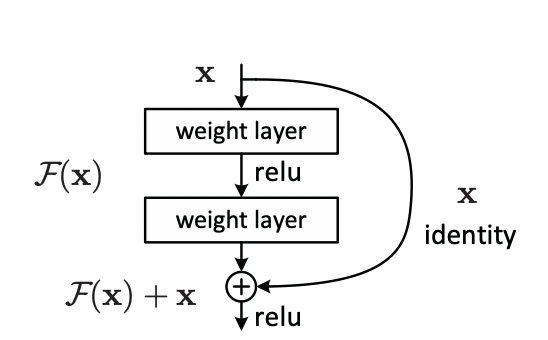 x
weight layer
relu
F(x)
weight layer
x
identity
F(x) + x
relu